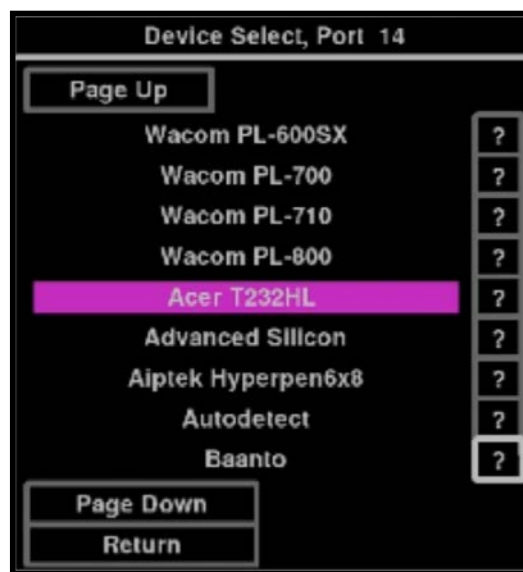 Device Select, Port 14
Page Up
Wacom PL-600SX ?
Wacom PL-700 ?
Wacom PL-710 ?
Wacom PL-800 ?
Acer T232HL ?
Advanced Silicon ?
Aiptek Hyperpen6x8 ?
Autodetect ?
Baanto ?
Page Down
Return